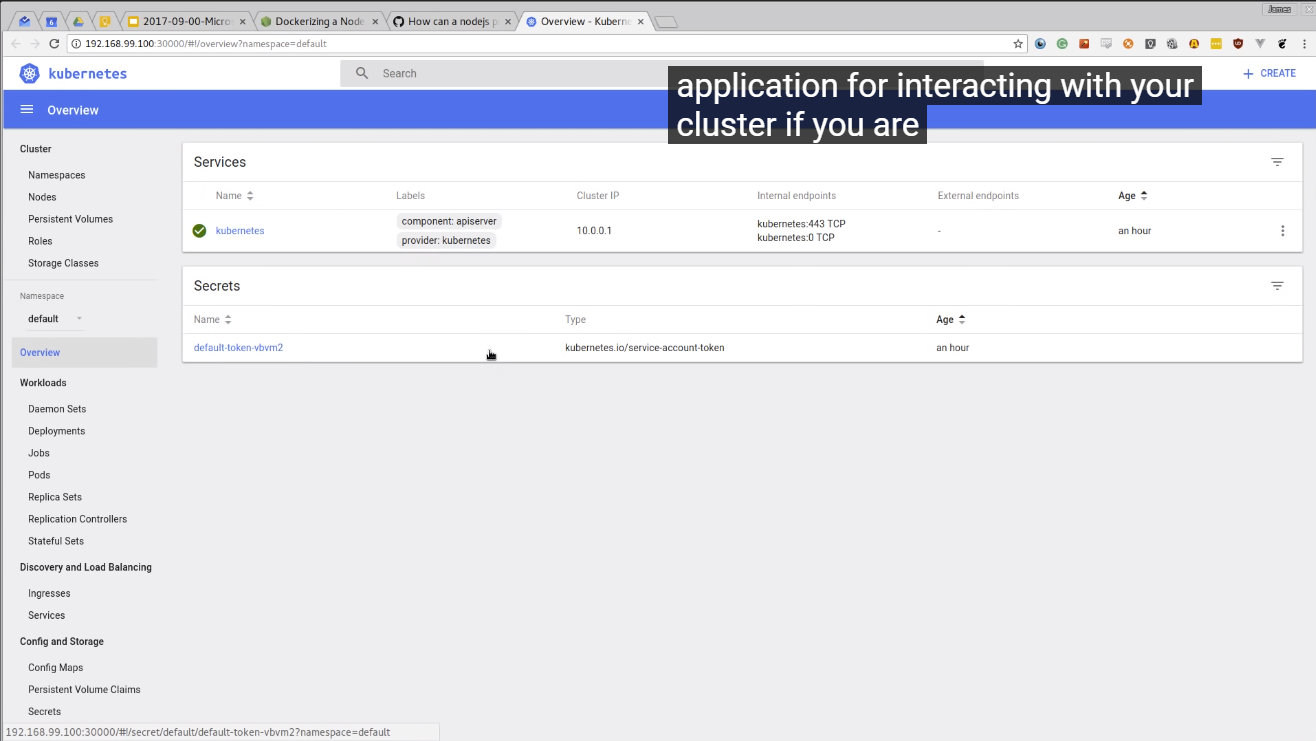 James
2017-09-00-Micros
Dockerizing a Node
How can a nodejs p
Overview - Kuberne
192.168.99.100:30000/#!/overview?namespace=default
kubernetes
Search
+ CREATE
Overview
application for interacting with your
cluster if you are
Cluster
Namespaces
Nodes
Persistent Volumes
Roles
Storage Classes
Namespace
default
Overview
Workloads
Daemon Sets
Deployments
Jobs
Pods
Replica Sets
Replication Controllers
Stateful Sets
Discovery and Load Balancing
Ingresses
Services
Config and Storage
Config Maps
Persistent Volume Claims
Secrets
Services
Name Labels Cluster IP Internal endpoints External endpoints Age
kubernetes component: apiserver 10.0.0.1 kubernetes:443 TCP - an hour
provider: kubernetes kubernetes:0 TCP
Secrets
Name Type Age
default-token-vbvm2 kubernetes.io/service-account-token an hour
192.168.99.100:30000/#!/secret/default/default-token-vbvm2?namespace=default